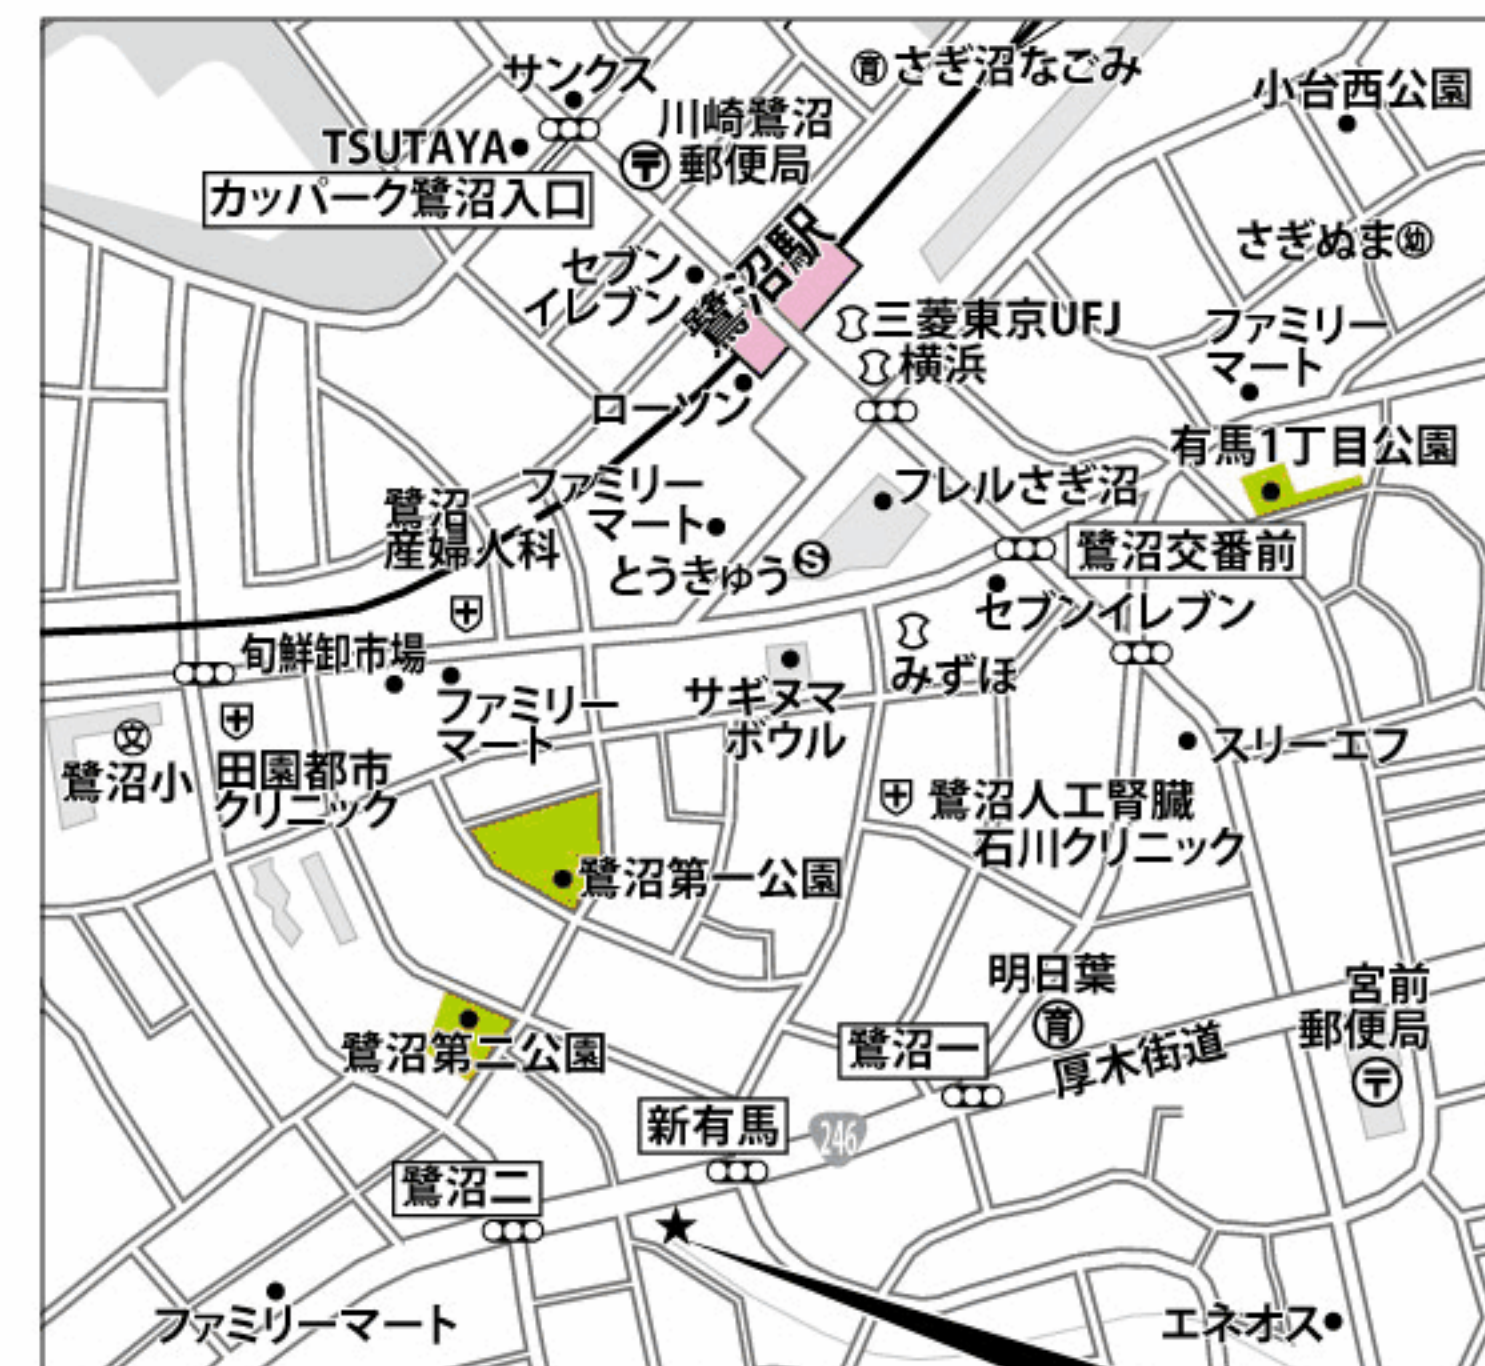 サンクス
育さぎ沼なごみ
小台西公園
川崎鷺沼
〒郵便局
TSUTAYA
カッパーク鷺沼入口
さぎぬま幼
セブン
イレブン
鷺沼駅
三菱東京UFJ
横浜
ファミリー
マート
ローソン
有馬1丁目公園
ファミリー
マート
フレルさぎ沼
鷺沼
産婦人科
とうきゅうS
鷺沼交番前
セブンイレブン
旬鮮卸市場
ファミリー
マート
サギヌマ
ボウル
みずほ
文
鷺沼小
田園都市
クリニック
スリーエフ
鷺沼人工腎臓
石川クリニック
鷺沼第一公園
明日葉
育
宮前
郵便局
〒
鷺沼第二公園
鷺沼一
厚木街道
新有馬
246
鷺沼二
ファミリーマート
エネオス